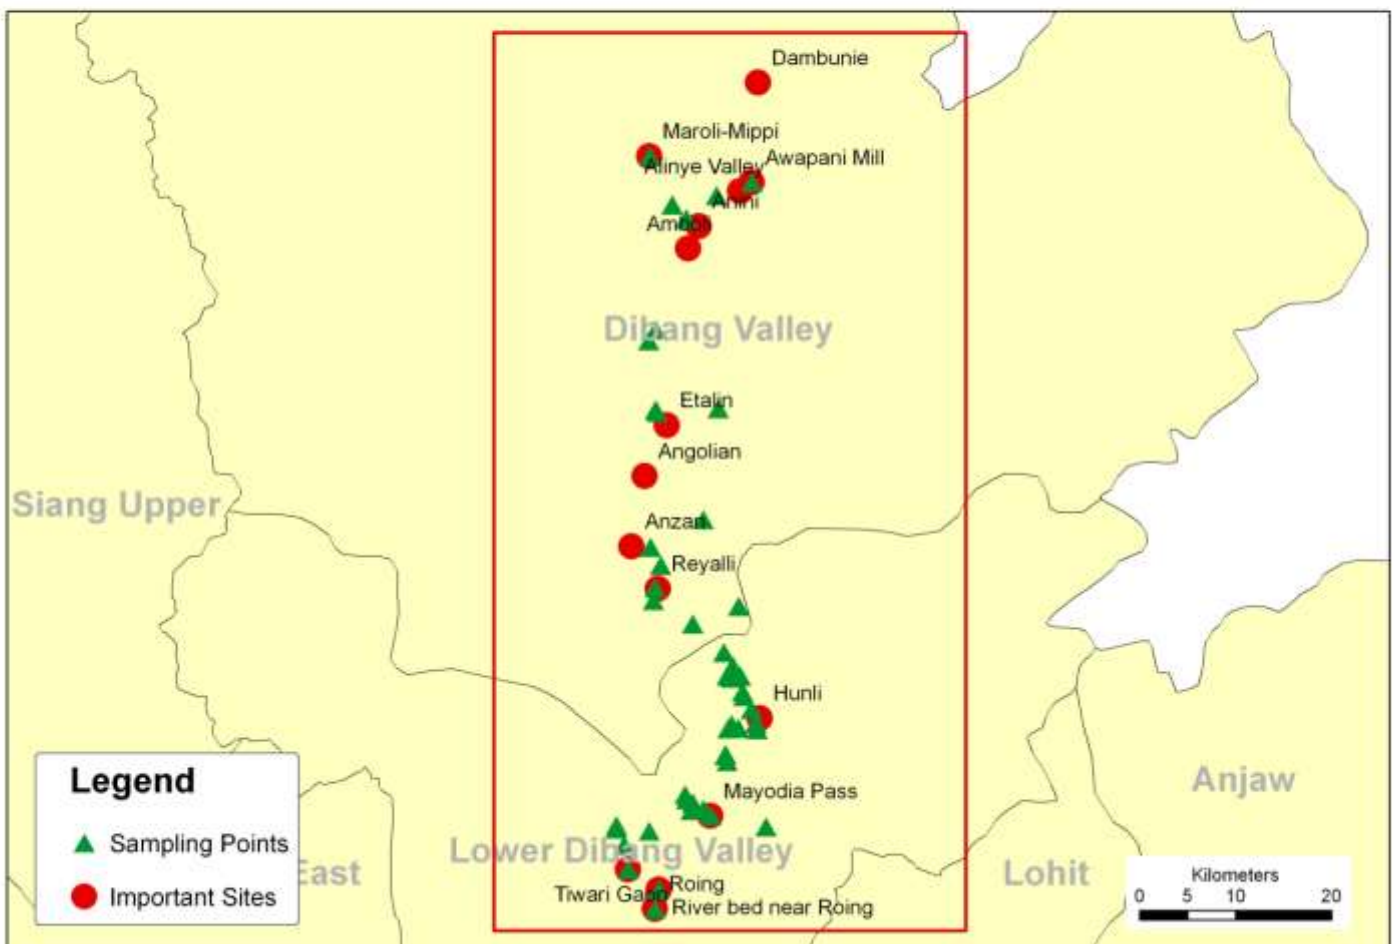 Dambunie
Maroli-Mippi
Awapani Mill
Alinye Valley
Anini
Dibang Valley
Etalin
Angolian
Siang Upper
Anzan
Reyalli
Hunli
Legend
Sampling Points
Important Sites
Mayodia Pass
Anjaw
Lower Dibang Valley
East
Lohit
Kilometers
0 5 10 20
Roing
Tiwari Gaon
River bed near Roing